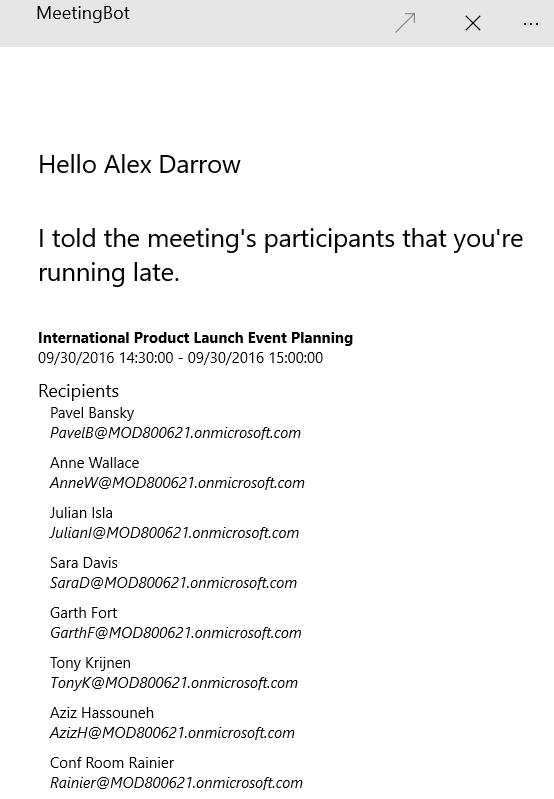 MeetingBot
Hello Alex Darrow
I told the meeting's participants that you're
running late.
International Product Launch Event Planning
09/30/2016 14:30:00 - 09/30/2016 15:00:00
Recipients
Pavel Bansky
PavelB@MOD800621.onmicrosoft.com
Anne Wallace
AnneW@MOD800621.onmicrosoft.com
Julian Isla
JulianI@MOD800621.onmicrosoft.com
Sara Davis
SaraD@MOD800621.onmicrosoft.com
Garth Fort
GarthF@MOD800621.onmicrosoft.com
Tony Krijnen
TonyK@MOD800621.onmicrosoft.com
Aziz Hassouneh
AzizH@MOD800621.onmicrosoft.com
Conf Room Rainier
Rainier@MOD800621.onmicrosoft.com